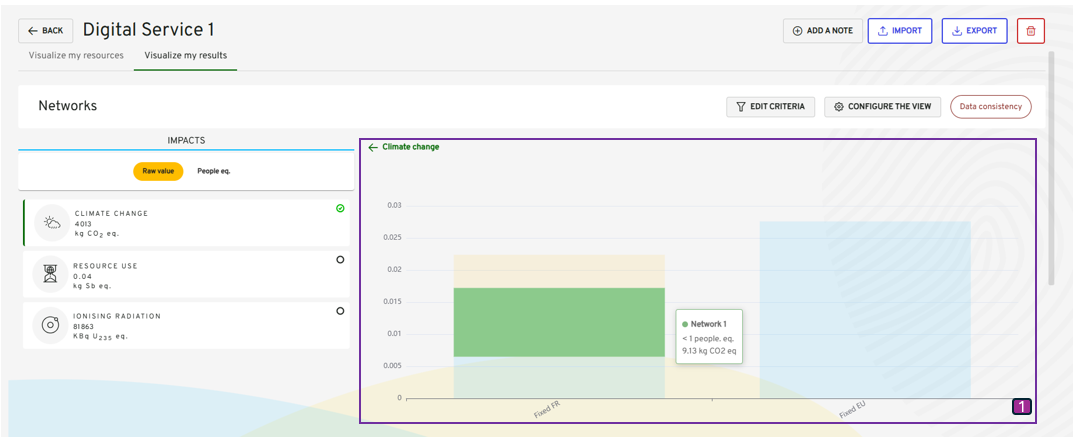 BACK
Digital Service 1
ADD A NOTE
IMPORT
EXPORT
Visualize my resources
Visualize my results
Networks
EDIT CRITERIA
CONFIGURE THE VIEW
Data consistency
IMPACTS
Raw value
People eq.
CLIMATE CHANGE
4013
kg CO2 eq.
RESOURCE USE
0.04
kg Sb eq.
IONISING RADIATION
81863
KBq U235 eq.
Climate change
0.03
0.025
0.02
0.015
0.01
0.005
0
Network 1
< 1 people. eq.
9.13 kg CO2 eq
Fixed FR
Fixed EU
1